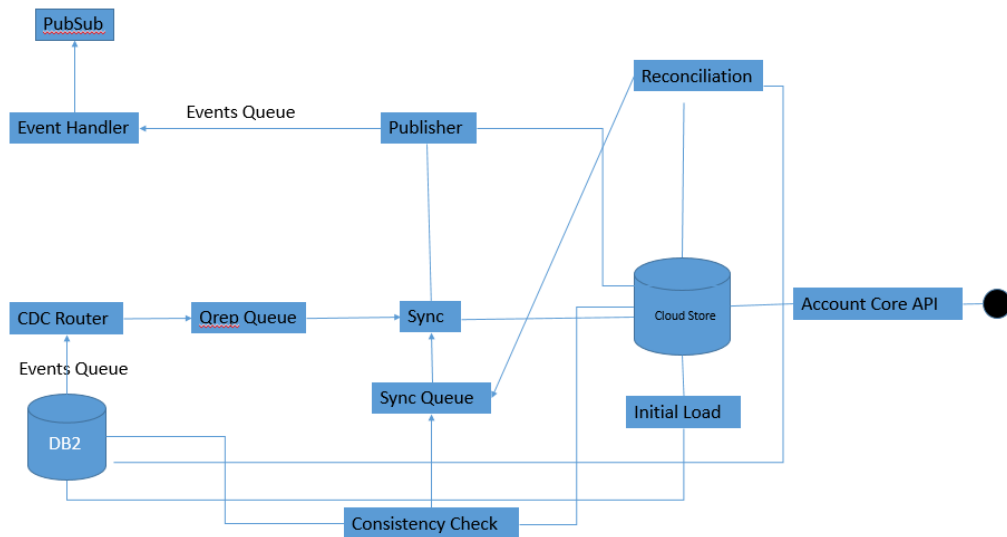 PubSub
Reconciliation
Events Queue
Event Handler
Publisher
Account Core API
CDC Router
Qrep Queue
Sync
Cloud Store
Events Queue
Sync Queue
Initial Load
DB2
Consistency Check